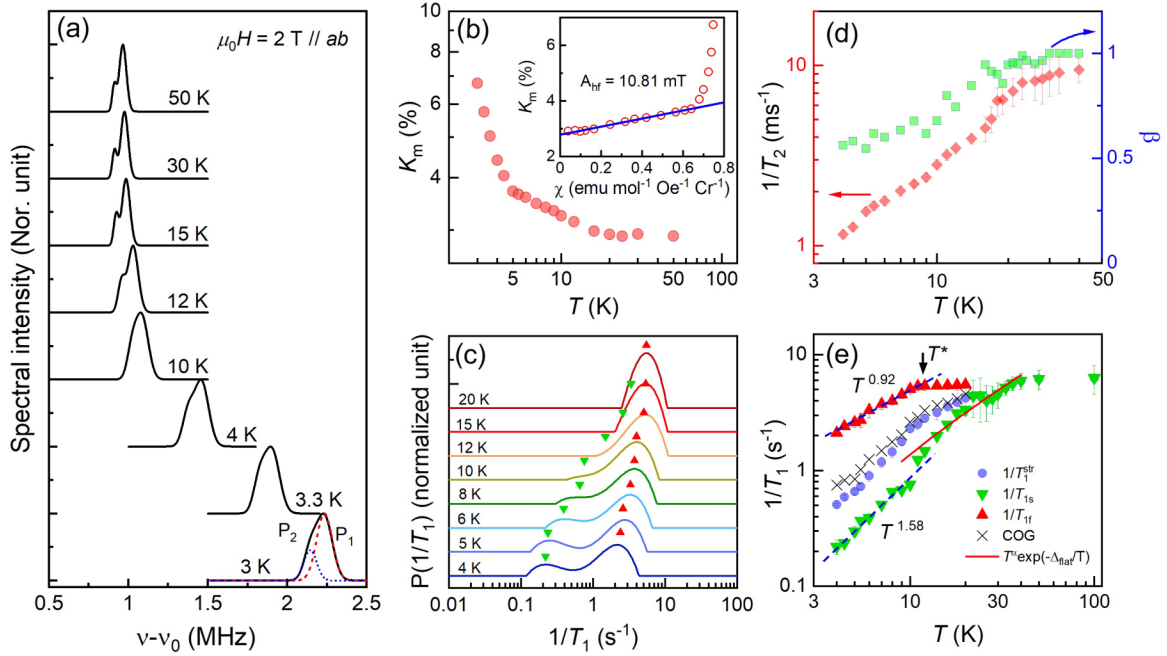 (a)
μ₀H = 2 T // ab
50 K
30 K
15 K
12 K
10 K
4 K
3.3 K
P₂
P₁
3 K
Spectral intensity (Nor. unit)
0.5 1.0 1.5 2.0 2.5
ν-ν₀ (MHz)
(b)
10
8
6
4
Kₘ (%)
5 10 50 100
T (K)
6
4
2
Kₘ (%)
A_hf = 10.81 mT
0 0.2 0.4 0.6 0.8
χ (emu mol⁻¹ Oe⁻¹ Cr⁻¹)
(c)
P(1/T₁) (normalized unit)
20 K
15 K
12 K
10 K
8 K
6 K
5 K
4 K
0.01 0.1 1 10 100
1/T₁ (s⁻¹)
(d)
10
1
1/T₂ (ms⁻¹)
1
0.5
0
β
3 10 50
T (K)
(e)
T*
T^0.92
T^1.58
10
1
0.1
1/T₁ (s⁻¹)
1/T₁^str
1/T₁ₛ
1/T_1f
COG
T^α exp(-Δ_flat/T)
3 10 30 100
T (K)